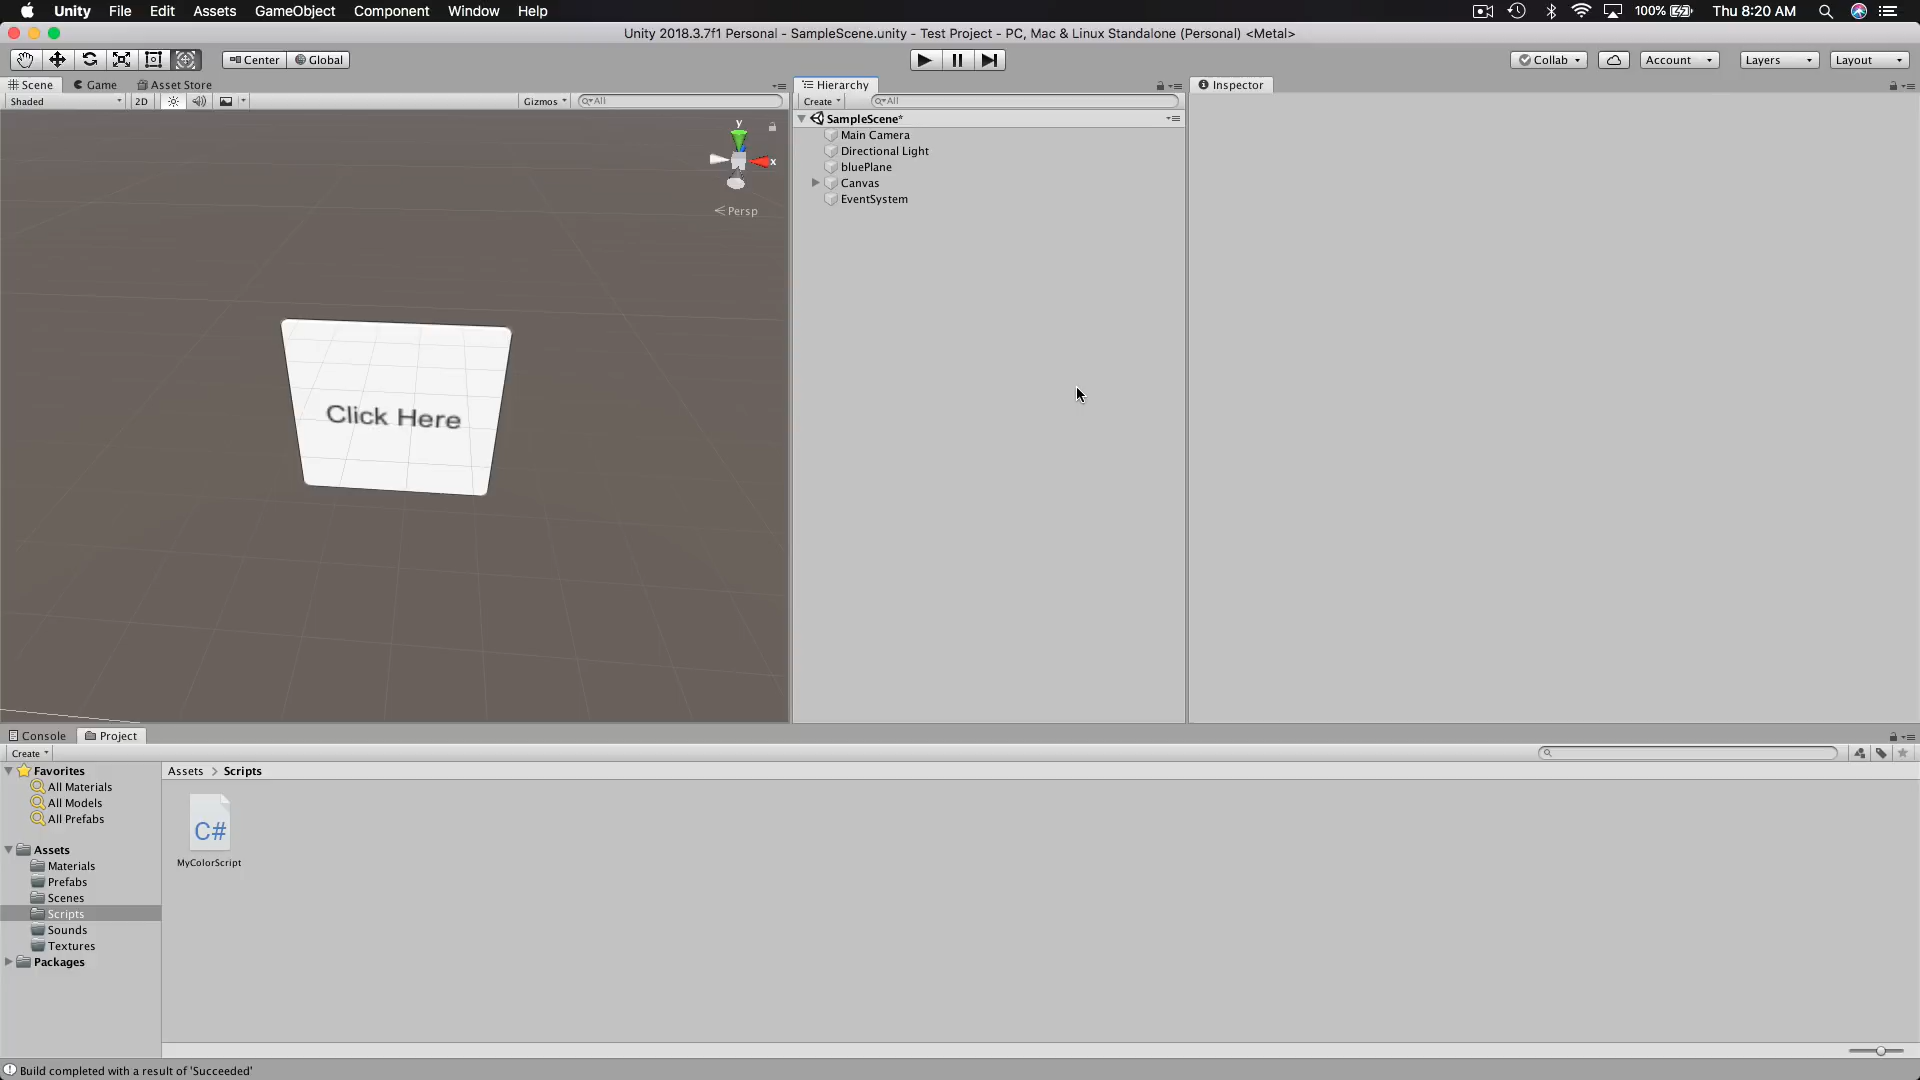 Unity File Edit Assets GameObject Component Window Help 100% Thu 8:20 AM
Unity 2018.3.7f1 Personal - SampleScene.unity - Test Project - PC, Mac & Linux Standalone (Personal) <Metal>
Center Global Collab Account Layers Layout
Scene Game Asset Store
Shaded 2D Gizmos All
y
x
Persp
Click Here
Hierarchy
Create All
SampleScene*
Main Camera
Directional Light
bluePlane
Canvas
EventSystem
Inspector
Console Project
Create
Favorites
All Materials
All Models
All Prefabs
Assets
Materials
Prefabs
Scenes
Scripts
Sounds
Textures
Packages
Assets > Scripts
C#
MyColorScript
Build completed with a result of 'Succeeded'